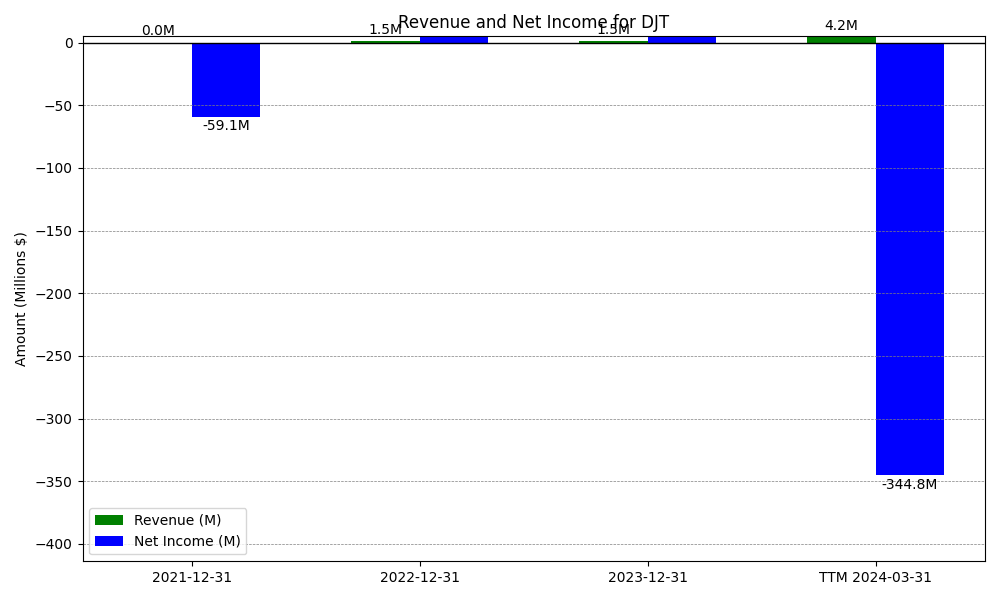 Revenue and Net Income for DJT
0.0M
1.5M
1.5M
4.2M
-59.1M
-344.8M
0
−50
−100
−150
−200
−250
−300
−350
−400
Amount (Millions $)
Revenue (M)
Net Income (M)
2021-12-31
2022-12-31
2023-12-31
TTM 2024-03-31